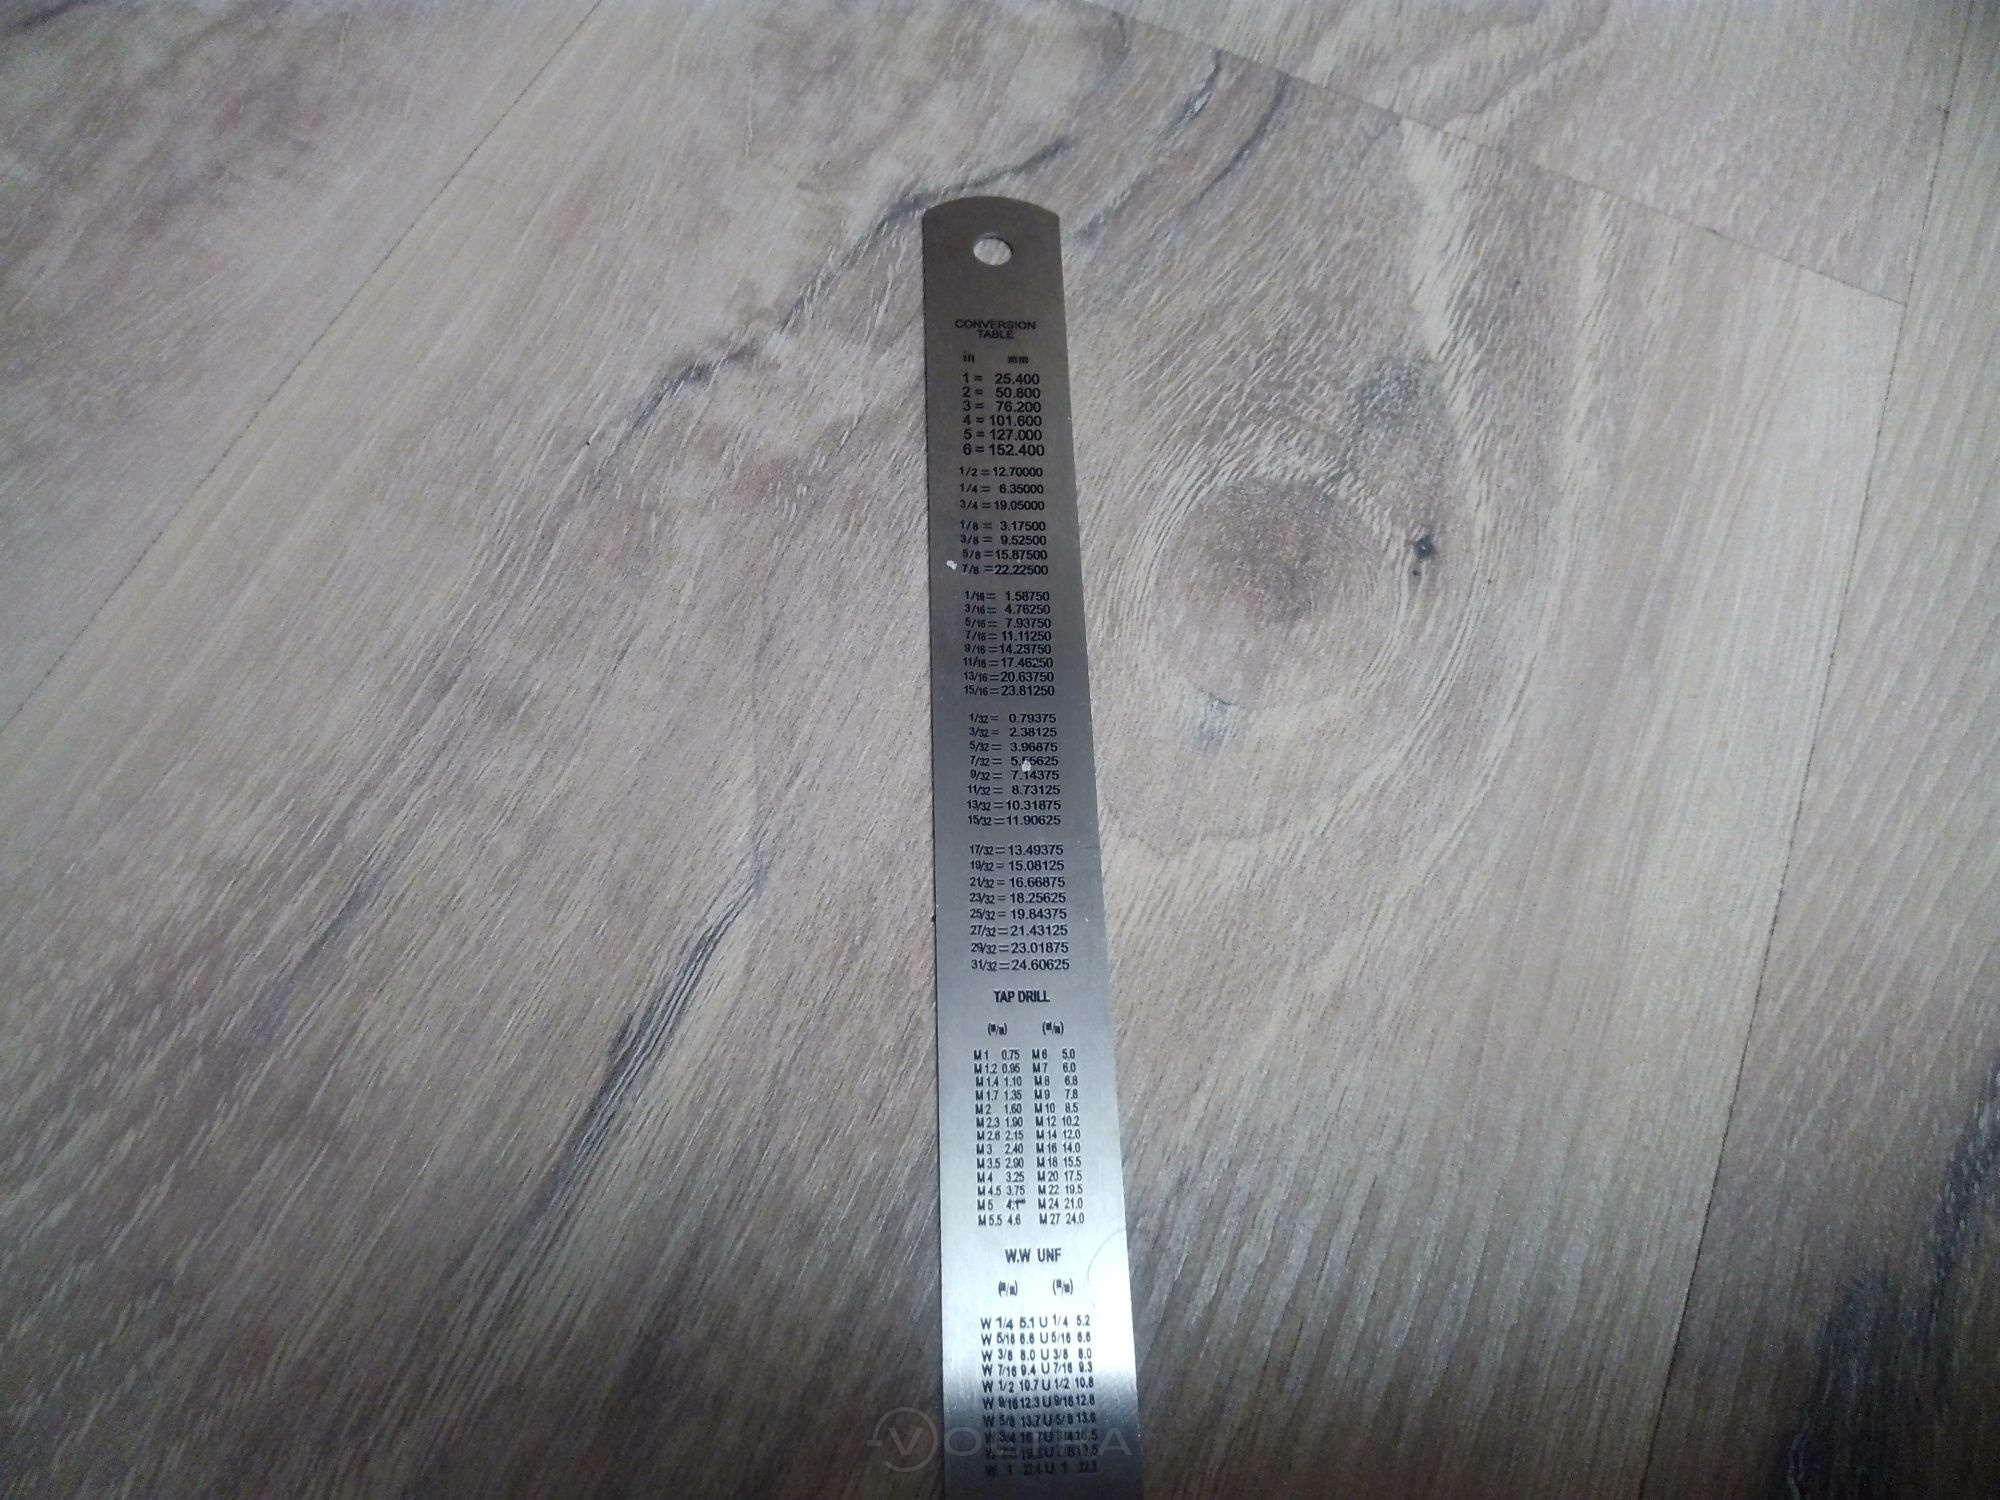 CONVERSION
TABLE
in mm
1 = 25.400
2 = 50.800
3 = 76.200
4 = 101.600
5 = 127.000
6 = 152.400
1/2 = 12.70000
1/4 = 6.35000
3/4 = 19.05000
1/8 = 3.17500
3/8 = 9.52500
5/8 = 15.87500
7/8 = 22.22500
1/16 = 1.58750
3/16 = 4.76250
5/16 = 7.93750
7/16 = 11.11250
9/16 = 14.28750
11/16 = 17.46250
13/16 = 20.63750
15/16 = 23.81250
1/32 = 0.79375
3/32 = 2.38125
5/32 = 3.96875
7/32 = 5.55625
9/32 = 7.14375
11/32 = 8.73125
13/32 = 10.31875
15/32 = 11.90625
17/32 = 13.49375
19/32 = 15.08125
21/32 = 16.66875
23/32 = 18.25625
25/32 = 19.84375
27/32 = 21.43125
29/32 = 23.01875
31/32 = 24.60625
TAP DRILL
M 1 0.75 M 6 5.0
M 1.2 0.95 M 7 6.0
M 1.4 1.10 M 8 6.8
M 1.7 1.35 M 9 7.8
M 2 1.60 M 10 8.5
M 2.3 1.90 M 12 10.2
M 2.6 2.15 M 14 12.0
M 3 2.40 M 16 14.0
M 3.5 2.90 M 18 15.5
M 4 3.25 M 20 17.5
M 4.5 3.75 M 22 19.5
M 5 M 24 21.0
M 5.5 4.6 M 27 24.0
W.W UNF
W 1/4 5.1 U 1/4 5.2
W 5/16 6.6 U 5/16 6.6
W 3/8 8.0 U 3/8 8.0
W 7/16 9.4 U 7/16 9.3
W 1/2 10.7 U 1/2 10.8
W 9/16 12.3 U 9/16 12.8
W 5/8 13.7 U 5/8 13.8
W 3/4 U 3/4
W 1 U 1